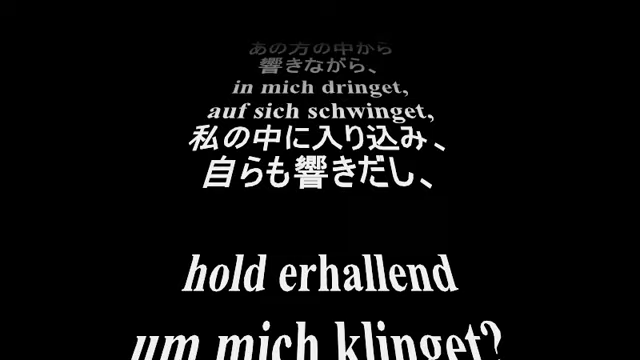 あの方の中から
響きながら、
in mich dringet,
auf sich schwinget,
私の中に入り込み、
自らも響きだし、
hold erhallend
um mich klinget?